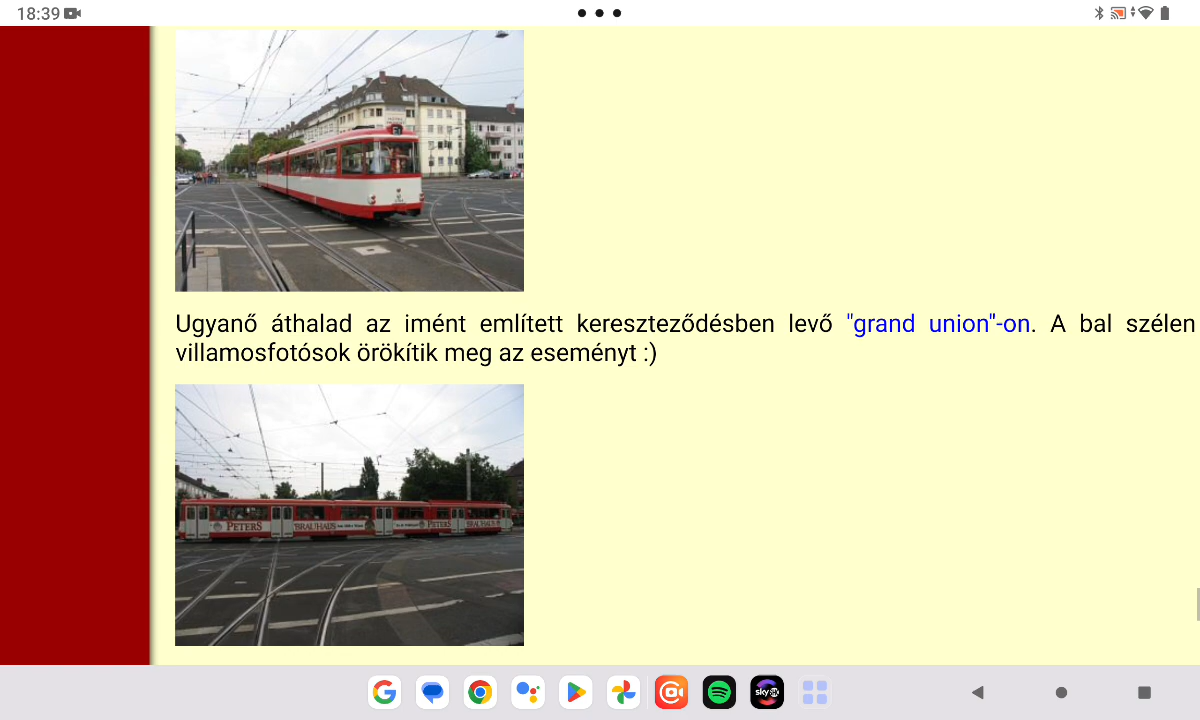 18:39
Ugyanő áthalad az imént említett kereszteződésben levő "grand union"-on. A bal szélen
villamosfotósok örökítik meg az eseményt :)
PETERS BRAUHAUS PETERS BRAUHAUS
sky